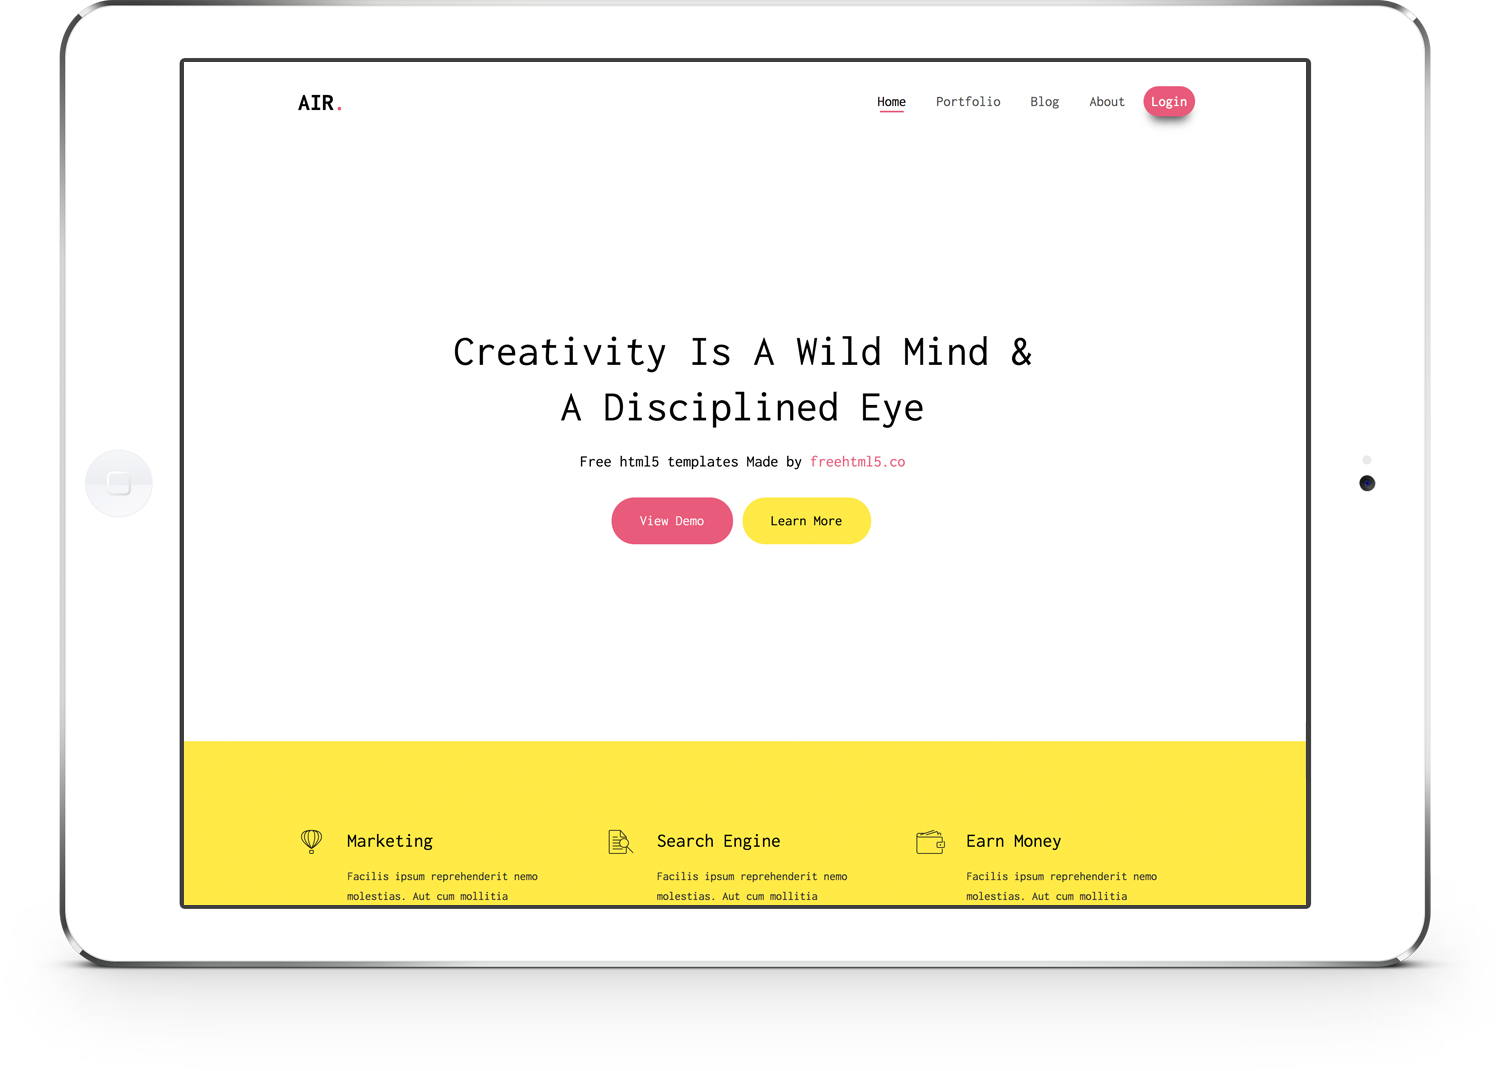 AIR.
Home Portfolio Blog About Login
Creativity Is A Wild Mind &
A Disciplined Eye
Free html5 templates Made by freehtml5.co
View Demo Learn More
Marketing
Facilis ipsum reprehenderit nemo
molestias. Aut cum mollitia
Search Engine
Facilis ipsum reprehenderit nemo
molestias. Aut cum mollitia
Earn Money
Facilis ipsum reprehenderit nemo
molestias. Aut cum mollitia